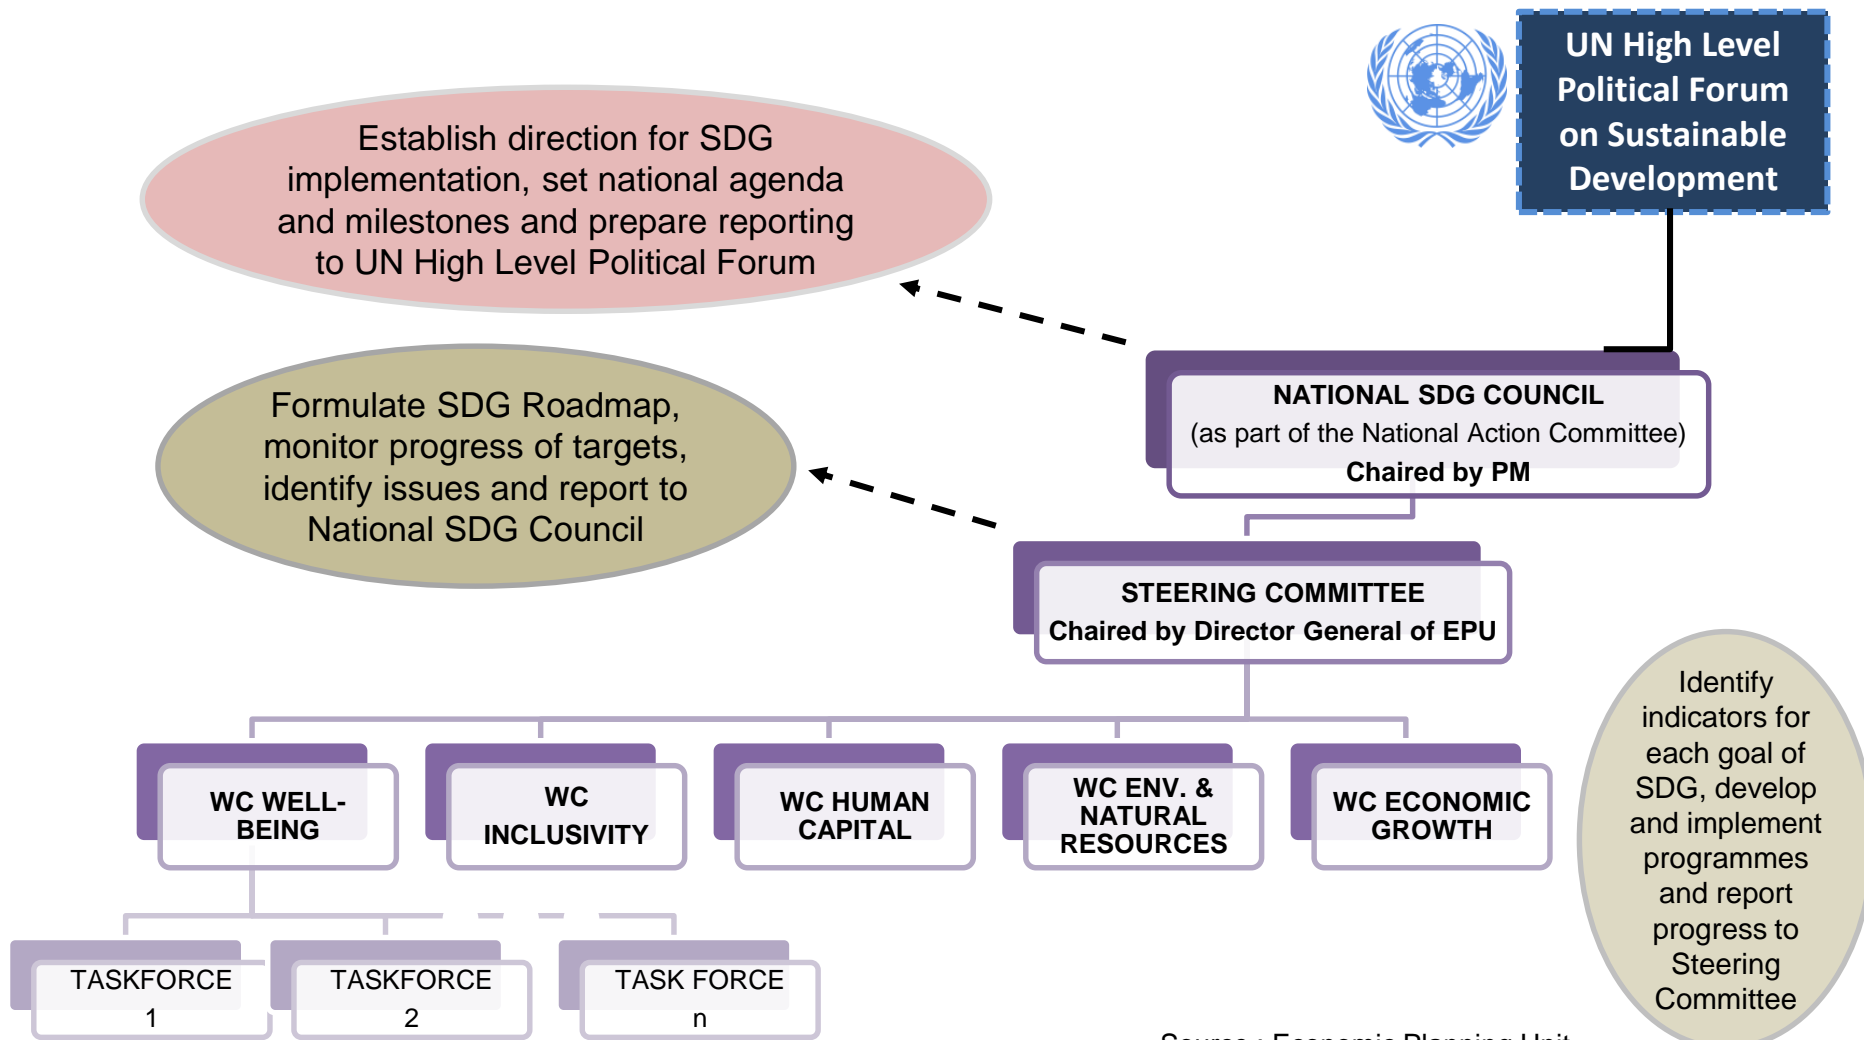 UN High Level
Political Forum
on Sustainable
Development
Establish direction for SDG
implementation, set national agenda
and milestones and prepare reporting
to UN High Level Political Forum
Formulate SDG Roadmap,
monitor progress of targets,
identify issues and report to
National SDG Council
NATIONAL SDG COUNCIL
(as part of the National Action Committee)
Chaired by PM
STEERING COMMITTEE
Chaired by Director General of EPU
Identify
indicators for
each goal of
SDG, develop
and implement
programmes
and report
progress to
Steering
Committee
WC WELL-
BEING
WC
INCLUSIVITY
WC HUMAN
CAPITAL
WC ENV. &
NATURAL
RESOURCES
WC ECONOMIC
GROWTH
TASKFORCE
1
TASKFORCE
2
TASK FORCE
n
Source : Economic Planning Unit